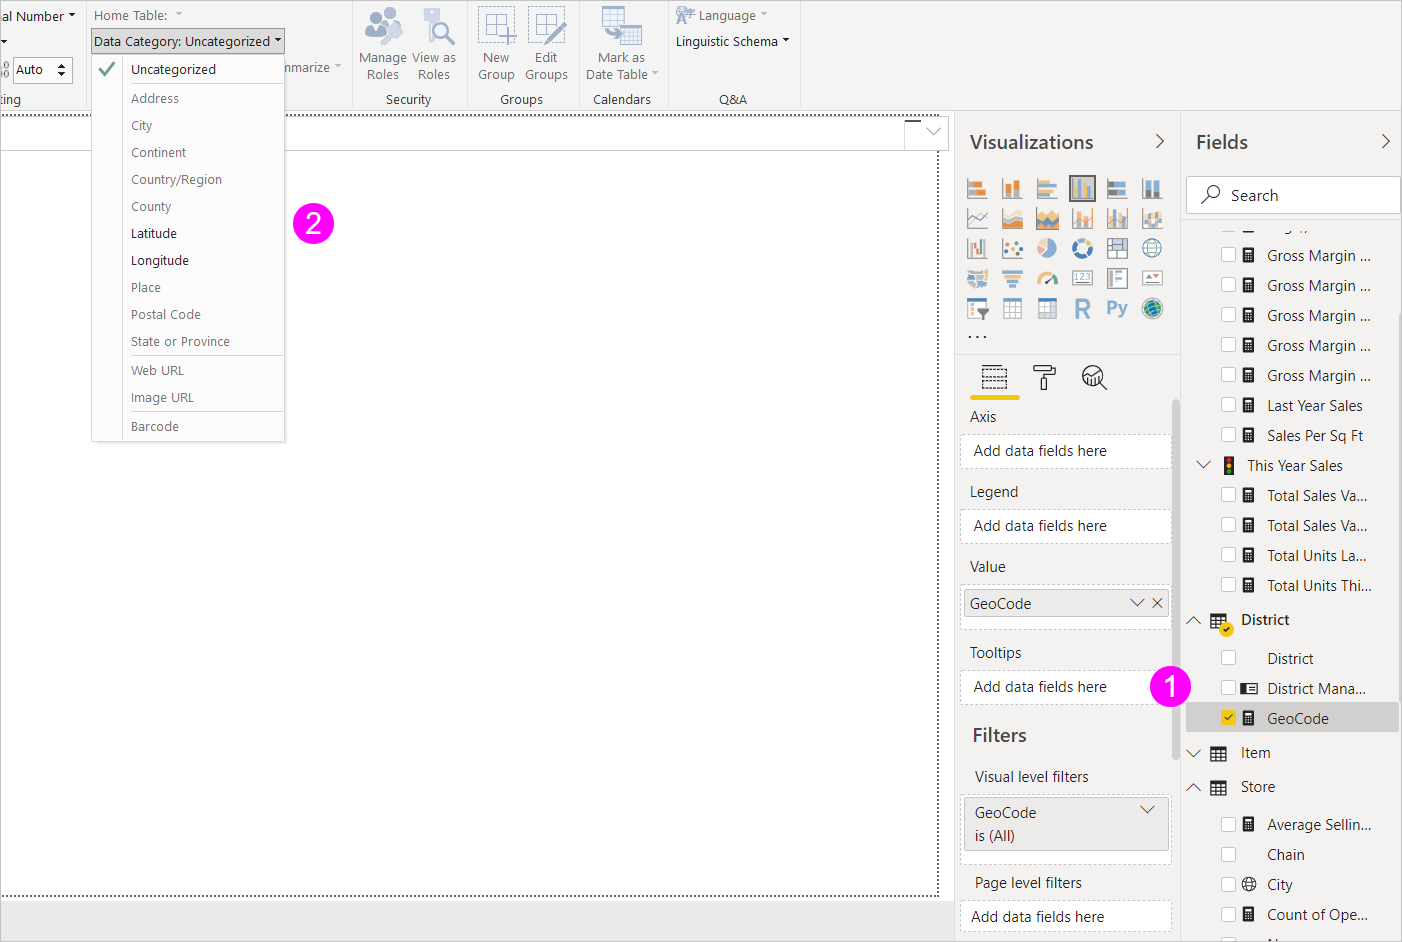 al Number
Home Table:
Data Category: Uncategorized
Auto
ting
Uncategorized
Address
City
Continent
Country/Region
County
Latitude
Longitude
Place
Postal Code
State or Province
Web URL
Image URL
Barcode
mmarize
2
Manage Roles
View as Roles
Security
New Group
Edit Groups
Groups
Mark as Date Table
Calendars
Language
Linguistic Schema
Q&A
Visualizations
123
R
Py
...
Axis
Add data fields here
Legend
Add data fields here
Value
GeoCode
Tooltips
Add data fields here
1
Filters
Visual level filters
GeoCode
is (All)
Page level filters
Add data fields here
Fields
Search
Gross Margin ...
Gross Margin ...
Gross Margin ...
Gross Margin ...
Gross Margin ...
Last Year Sales
Sales Per Sq Ft
This Year Sales
Total Sales Va...
Total Sales Va...
Total Units La...
Total Units Thi...
District
District
District Mana...
GeoCode
Item
Store
Average Sellin...
Chain
City
Count of Ope...